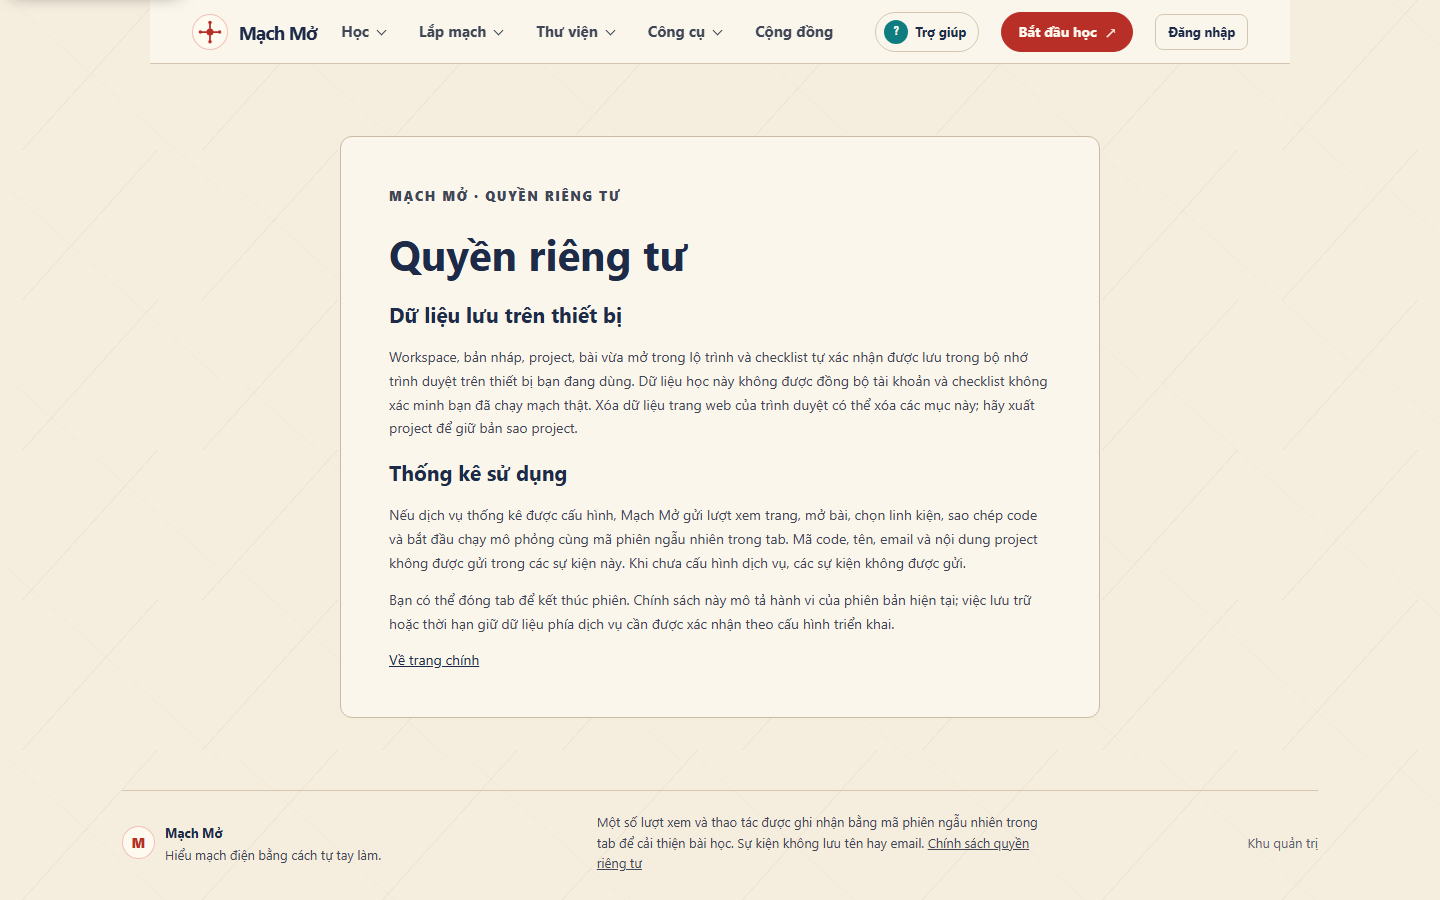 Mạch Mở
Học
Lắp mạch
Thư viện
Công cụ
Cộng đồng
? Trợ giúp
Bắt đầu học ↗
Đăng nhập
MẠCH MỞ · QUYỀN RIÊNG TƯ
Quyền riêng tư
Dữ liệu lưu trên thiết bị
Workspace, bản nháp, project, bài vừa mở trong lộ trình và checklist tự xác nhận được lưu trong bộ nhớ
trình duyệt trên thiết bị bạn đang dùng. Dữ liệu học này không được đồng bộ tài khoản và checklist không
xác minh bạn đã chạy mạch thật. Xóa dữ liệu trang web của trình duyệt có thể xóa các mục này; hãy xuất
project để giữ bản sao project.
Thống kê sử dụng
Nếu dịch vụ thống kê được cấu hình, Mạch Mở gửi lượt xem trang, mở bài, chọn linh kiện, sao chép code
và bắt đầu chạy mô phỏng cùng mã phiên ngẫu nhiên trong tab. Mã code, tên, email và nội dung project
không được gửi trong các sự kiện này. Khi chưa cấu hình dịch vụ, các sự kiện không được gửi.
Bạn có thể đóng tab để kết thúc phiên. Chính sách này mô tả hành vi của phiên bản hiện tại; việc lưu trữ
hoặc thời hạn giữ dữ liệu phía dịch vụ cần được xác nhận theo cấu hình triển khai.
Về trang chính
M
Mạch Mở
Hiểu mạch điện bằng cách tự tay làm.
Một số lượt xem và thao tác được ghi nhận bằng mã phiên ngẫu nhiên trong
tab để cải thiện bài học. Sự kiện không lưu tên hay email. Chính sách quyền
riêng tư
Khu quản trị